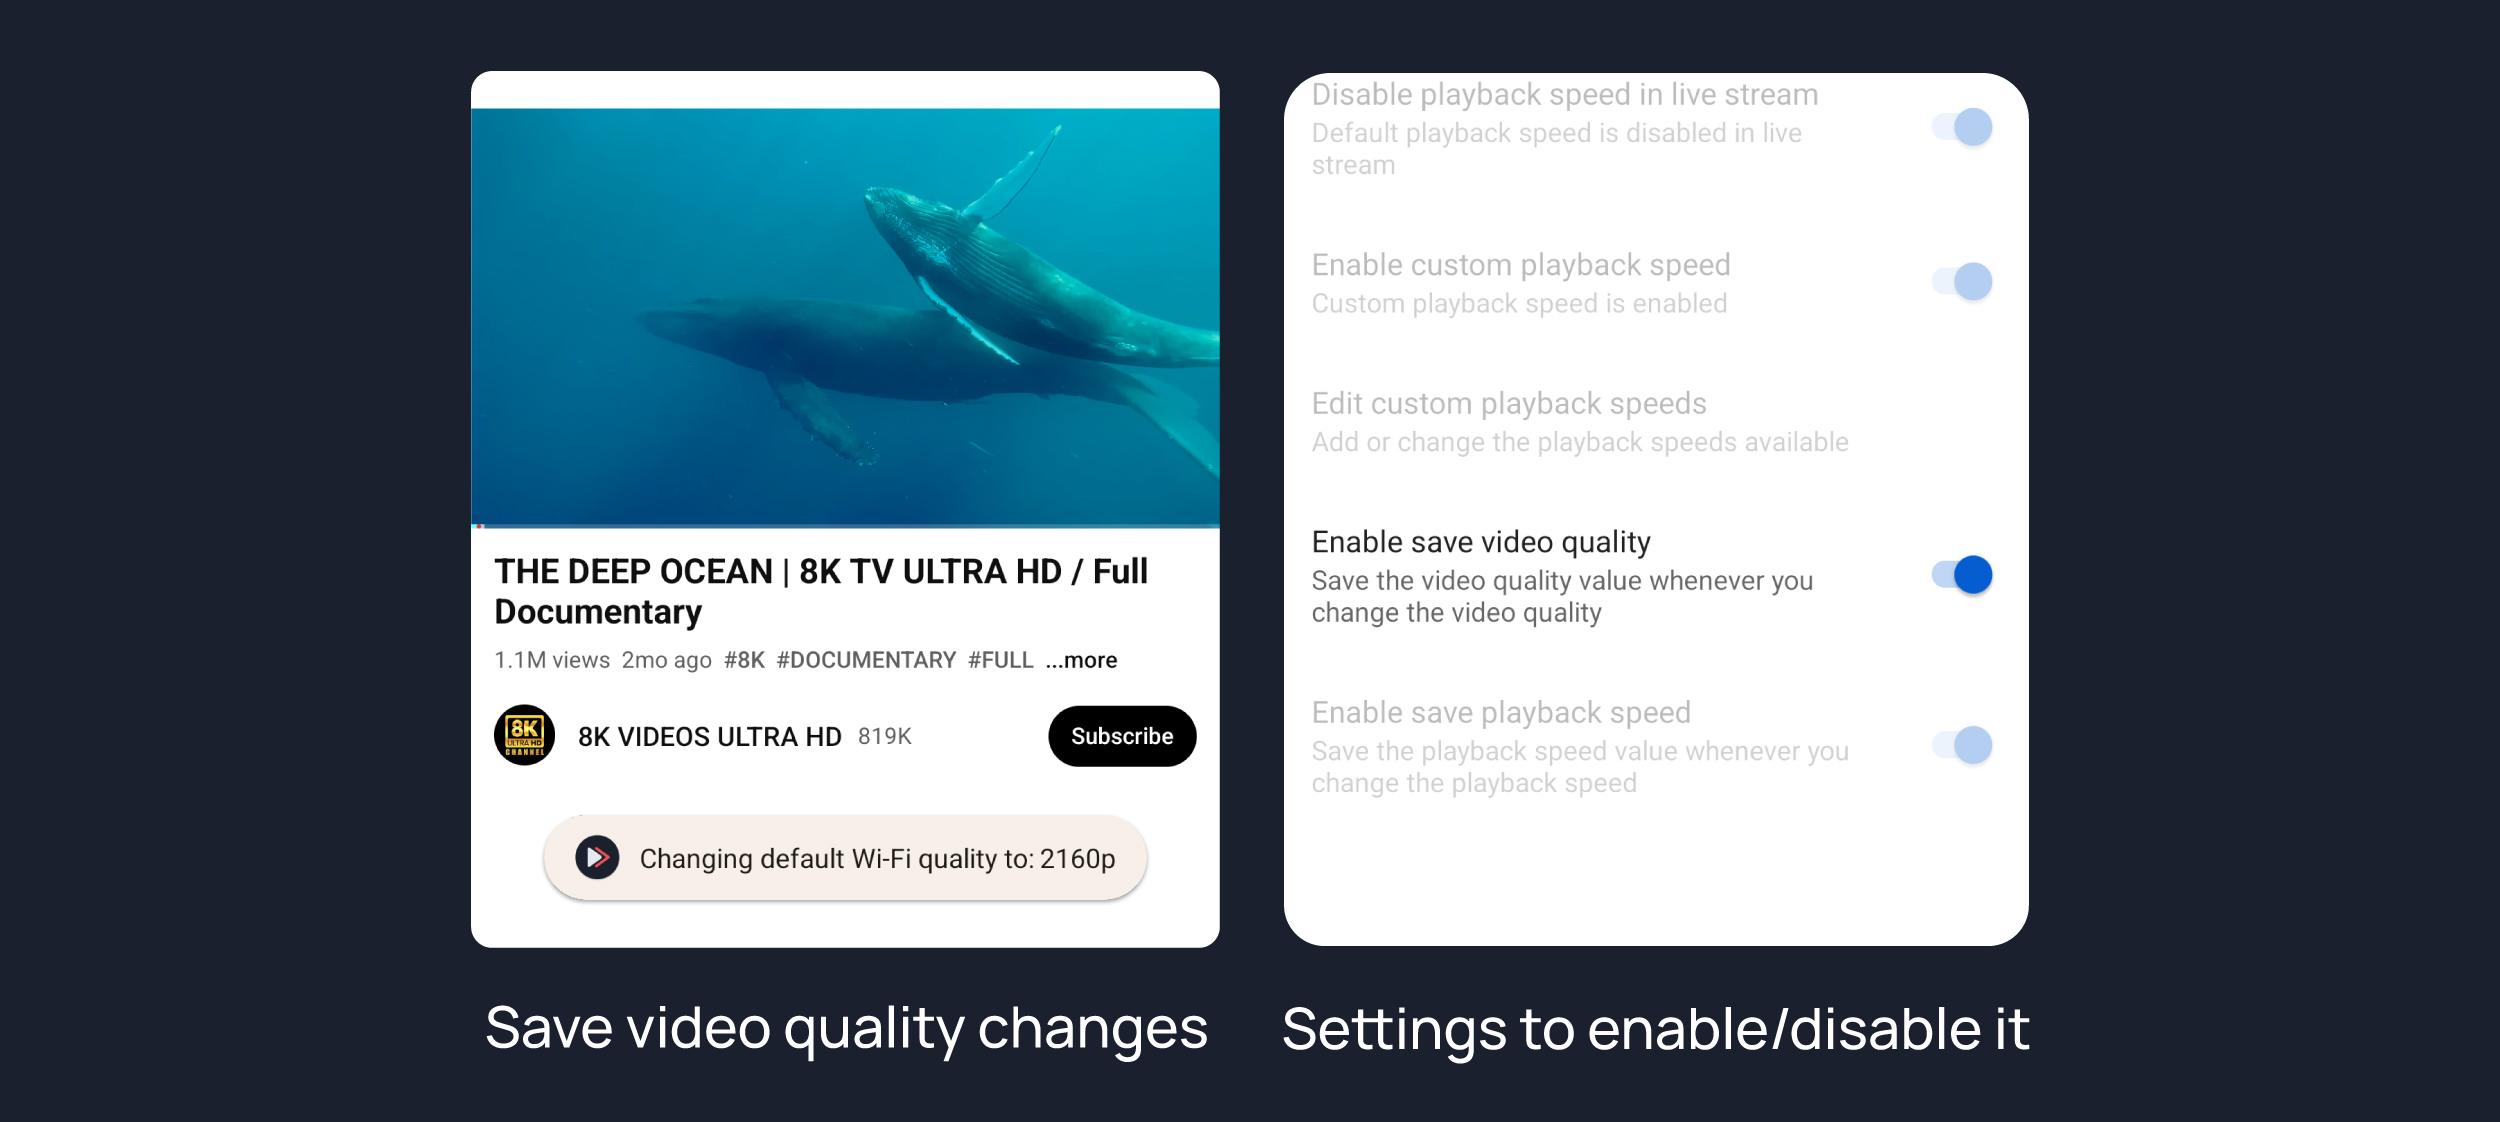 THE DEEP OCEAN | 8K TV ULTRA HD / Full
Documentary
1.1M views 2mo ago #8K #DOCUMENTARY #FULL ...more
8K
ULTRA HD
CHANNEL
8K VIDEOS ULTRA HD 819K
Subscribe
Changing default Wi-Fi quality to: 2160p
Save video quality changes
Disable playback speed in live stream
Default playback speed is disabled in live
stream
Enable custom playback speed
Custom playback speed is enabled
Edit custom playback speeds
Add or change the playback speeds available
Enable save video quality
Save the video quality value whenever you
change the video quality
Enable save playback speed
Save the playback speed value whenever you
change the playback speed
Settings to enable/disable it